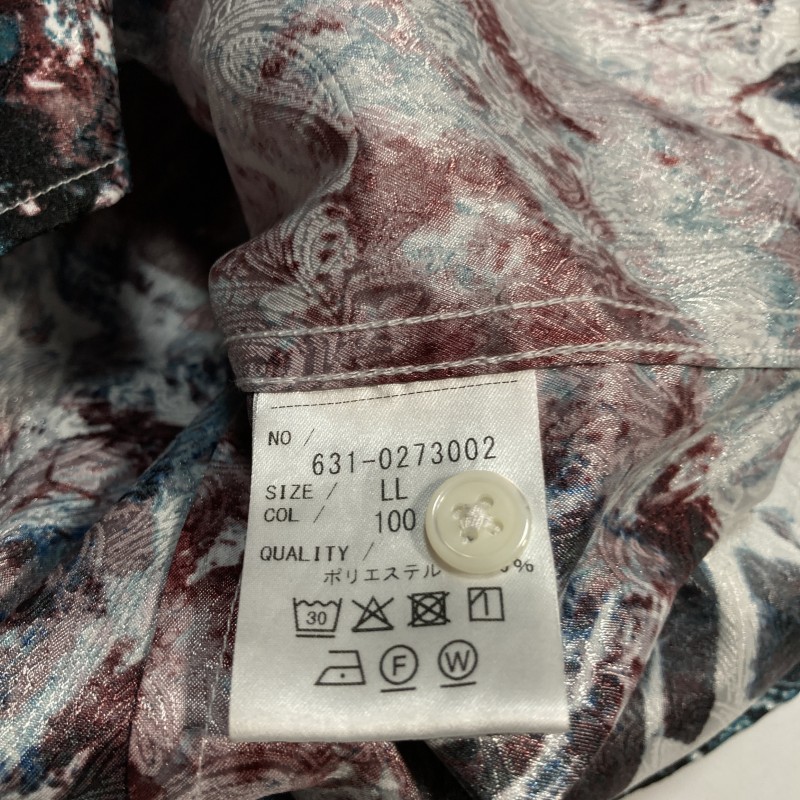 NO /
631-0273002
SIZE / LL
COL / 100
QUALITY /
ポリエステル %
30
F W